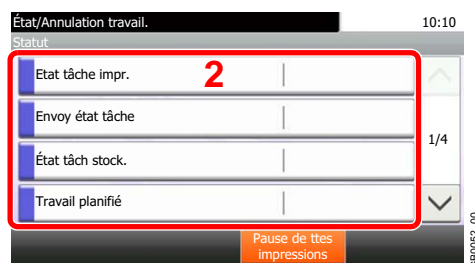 État/Annulation travail. 10:10
Statut
Etat tâche impr.
2
Envoy état tâche
1/4
État tâch stock.
Travail planifié
Pause de ttes
impressions